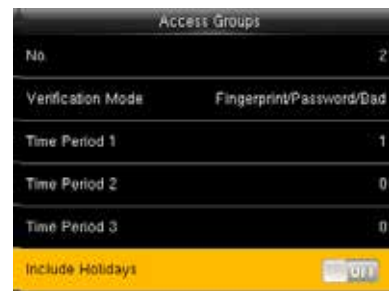 Access Groups
No. 2
Verification Mode Fingerprint/Password/Bad
Time Period 1 1
Time Period 2 0
Time Period 3 0
Include Holidays OFF